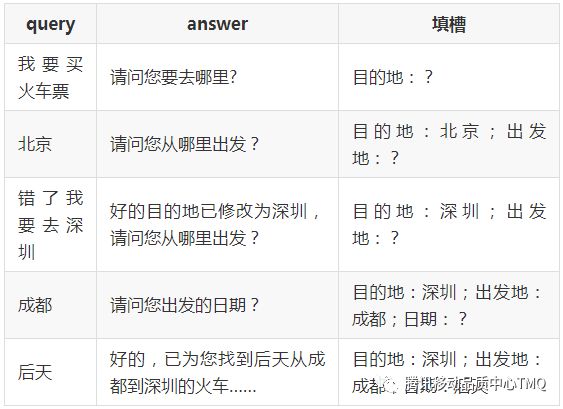 query answer 填槽
我要买
火车票
请问您要去哪里?
目的地：？
北京
请问您从哪里出发？
目的地：北京；出发
地：？
错了我
要去深
圳
好的目的地已修改为深圳，
请问您从哪里出发？
目的地：深圳；出发
地：？
成都
请问您出发的日期？
目的地：深圳；出发地：
成都；日期：？
后天
好的，已为您找到后天从成
都到深圳的火车……
目的地：深圳；出发地：
成都；日期：后天
腾讯移动品质中心TMQ